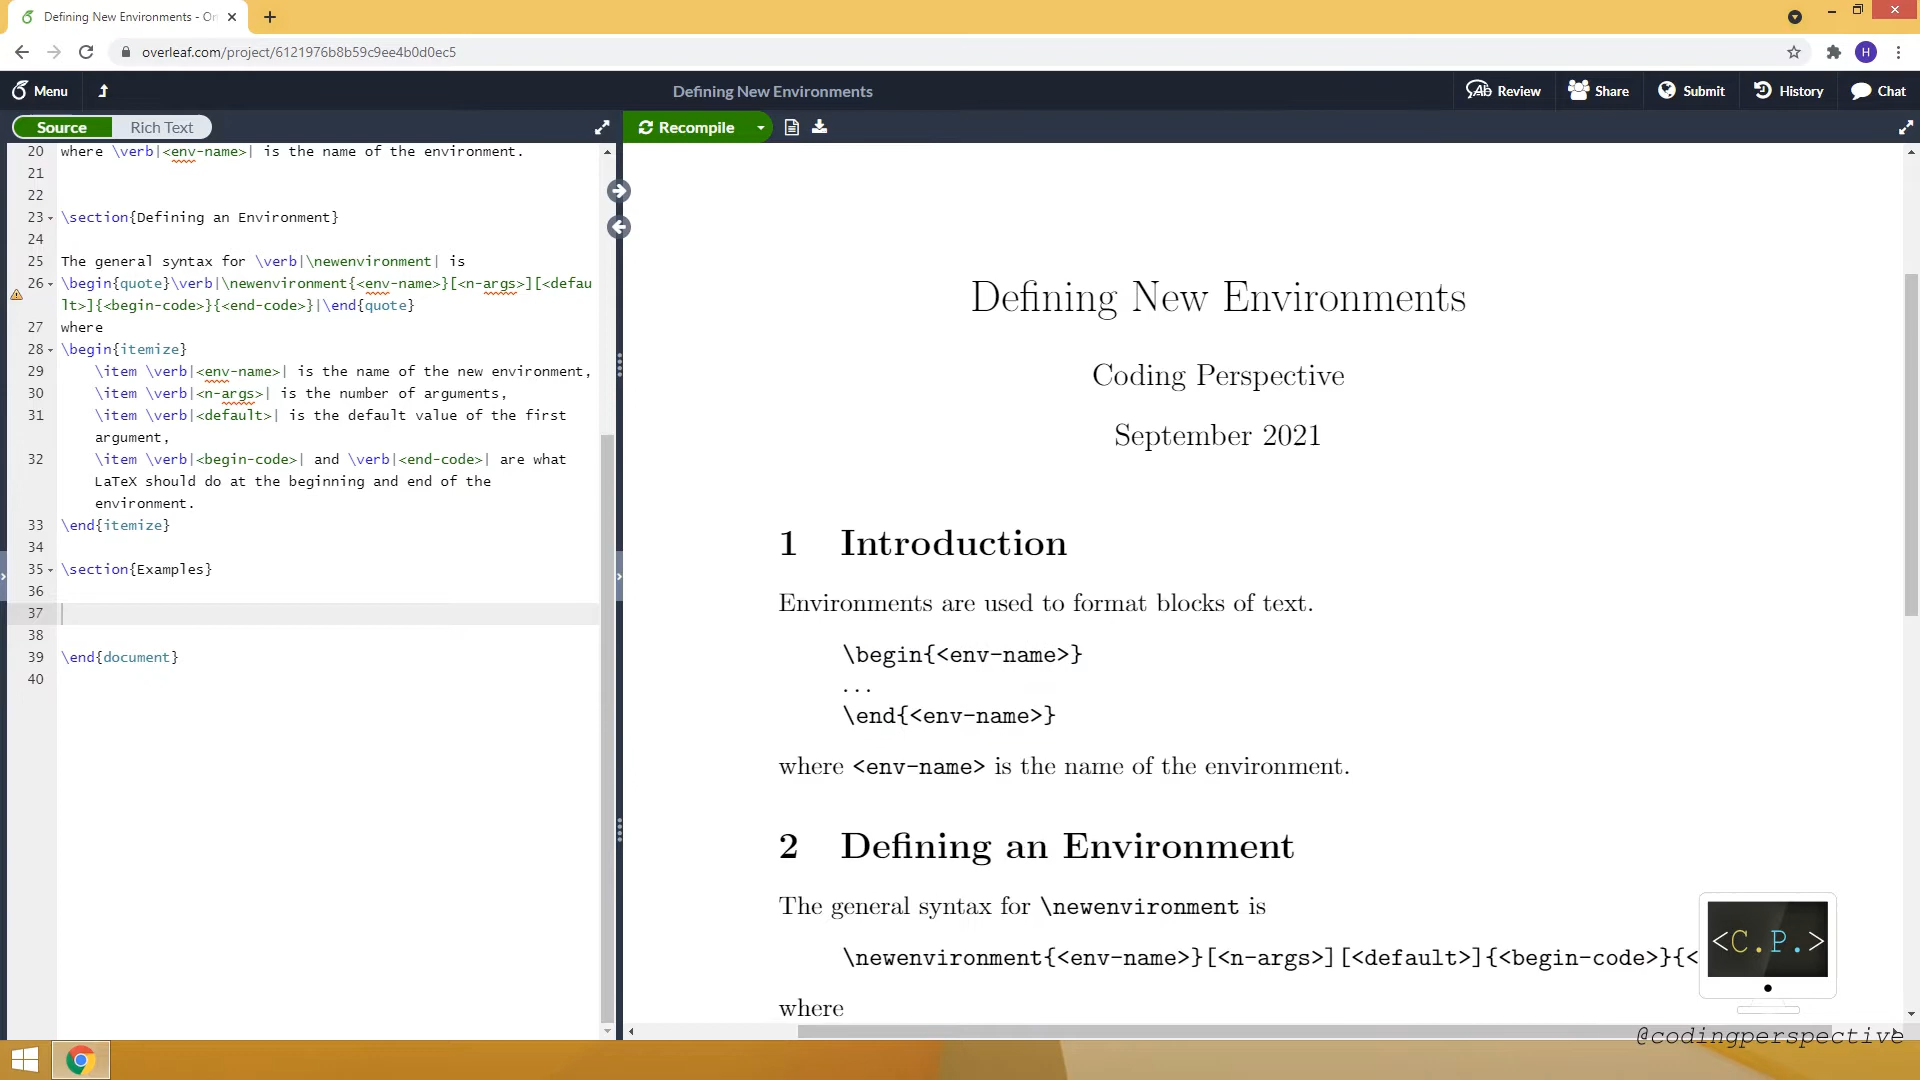 Defining New Environments - On
overleaf.com/project/6121976b8b59c9ee4b0d0ec5
H
Menu
Defining New Environments
Review
Share
Submit
History
Chat
Source
Rich Text
Recompile
20 where \verb|<env-name>| is the name of the environment.
21
22
23 \section{Defining an Environment}
24
25 The general syntax for \verb|\newenvironment| is
26 \begin{quote}\verb|\newenvironment{<env-name>}[<n-args>][<defau
lt>]{<begin-code>}{<end-code>}|\end{quote}
27 where
28 \begin{itemize}
29 \item \verb|<env-name>| is the name of the new environment,
30 \item \verb|<n-args>| is the number of arguments,
31 \item \verb|<default>| is the default value of the first
argument,
32 \item \verb|<begin-code>| and \verb|<end-code>| are what
LaTeX should do at the beginning and end of the
environment.
33 \end{itemize}
34
35 \section{Examples}
36
37
38
39 \end{document}
40
Defining New Environments
Coding Perspective
September 2021
1 Introduction
Environments are used to format blocks of text.
\begin{<env-name>}
...
\end{<env-name>}
where <env-name> is the name of the environment.
2 Defining an Environment
The general syntax for \newenvironment is
\newenvironment{<env-name>}[<n-args>][<default>]{<begin-code>}{<
where
<C.P.>
@codingperspective